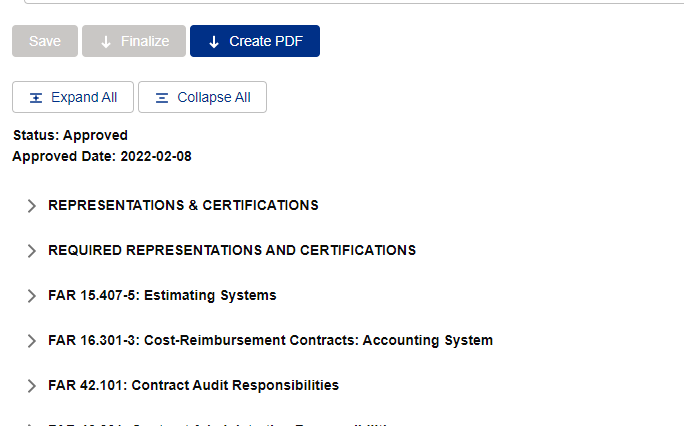 Save Finalize Create PDF
Expand All Collapse All
Status: Approved
Approved Date: 2022-02-08
REPRESENTATIONS & CERTIFICATIONS
REQUIRED REPRESENTATIONS AND CERTIFICATIONS
FAR 15.407-5: Estimating Systems
FAR 16.301-3: Cost-Reimbursement Contracts: Accounting System
FAR 42.101: Contract Audit Responsibilities